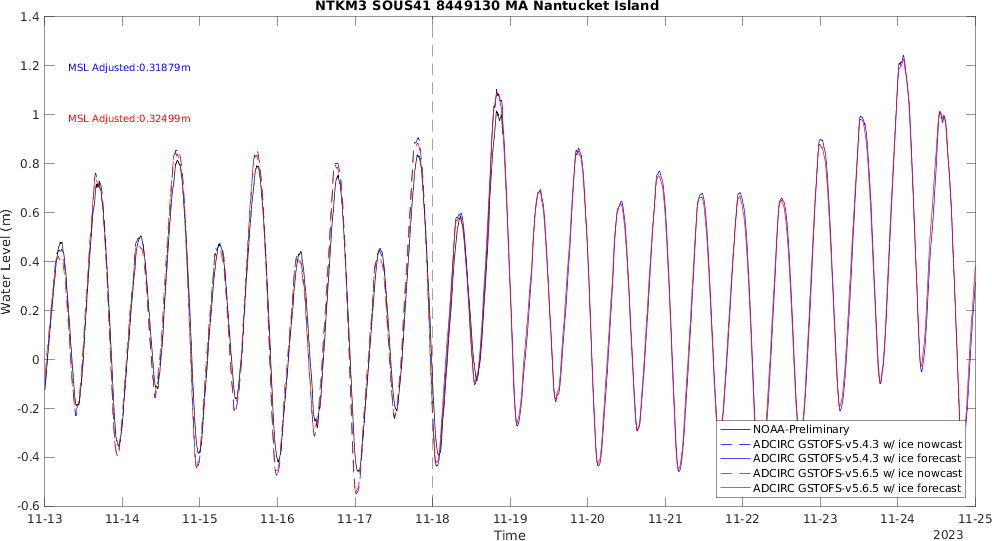 NTKM3 SOUS41 8449130 MA Nantucket Island
1.4
1.2
1
0.8
0.6
0.4
0.2
0
-0.2
-0.4
-0.6
Water Level (m)
MSL Adjusted:0.31879m
MSL Adjusted:0.32499m
NOAA-Preliminary
ADCIRC GSTOFS-v5.4.3 w/ ice nowcast
ADCIRC GSTOFS-v5.4.3 w/ ice forecast
ADCIRC GSTOFS-v5.6.5 w/ ice nowcast
ADCIRC GSTOFS-v5.6.5 w/ ice forecast
11-13 11-14 11-15 11-16 11-17 11-18 11-19 11-20 11-21 11-22 11-23 11-24 11-25
Time
2023